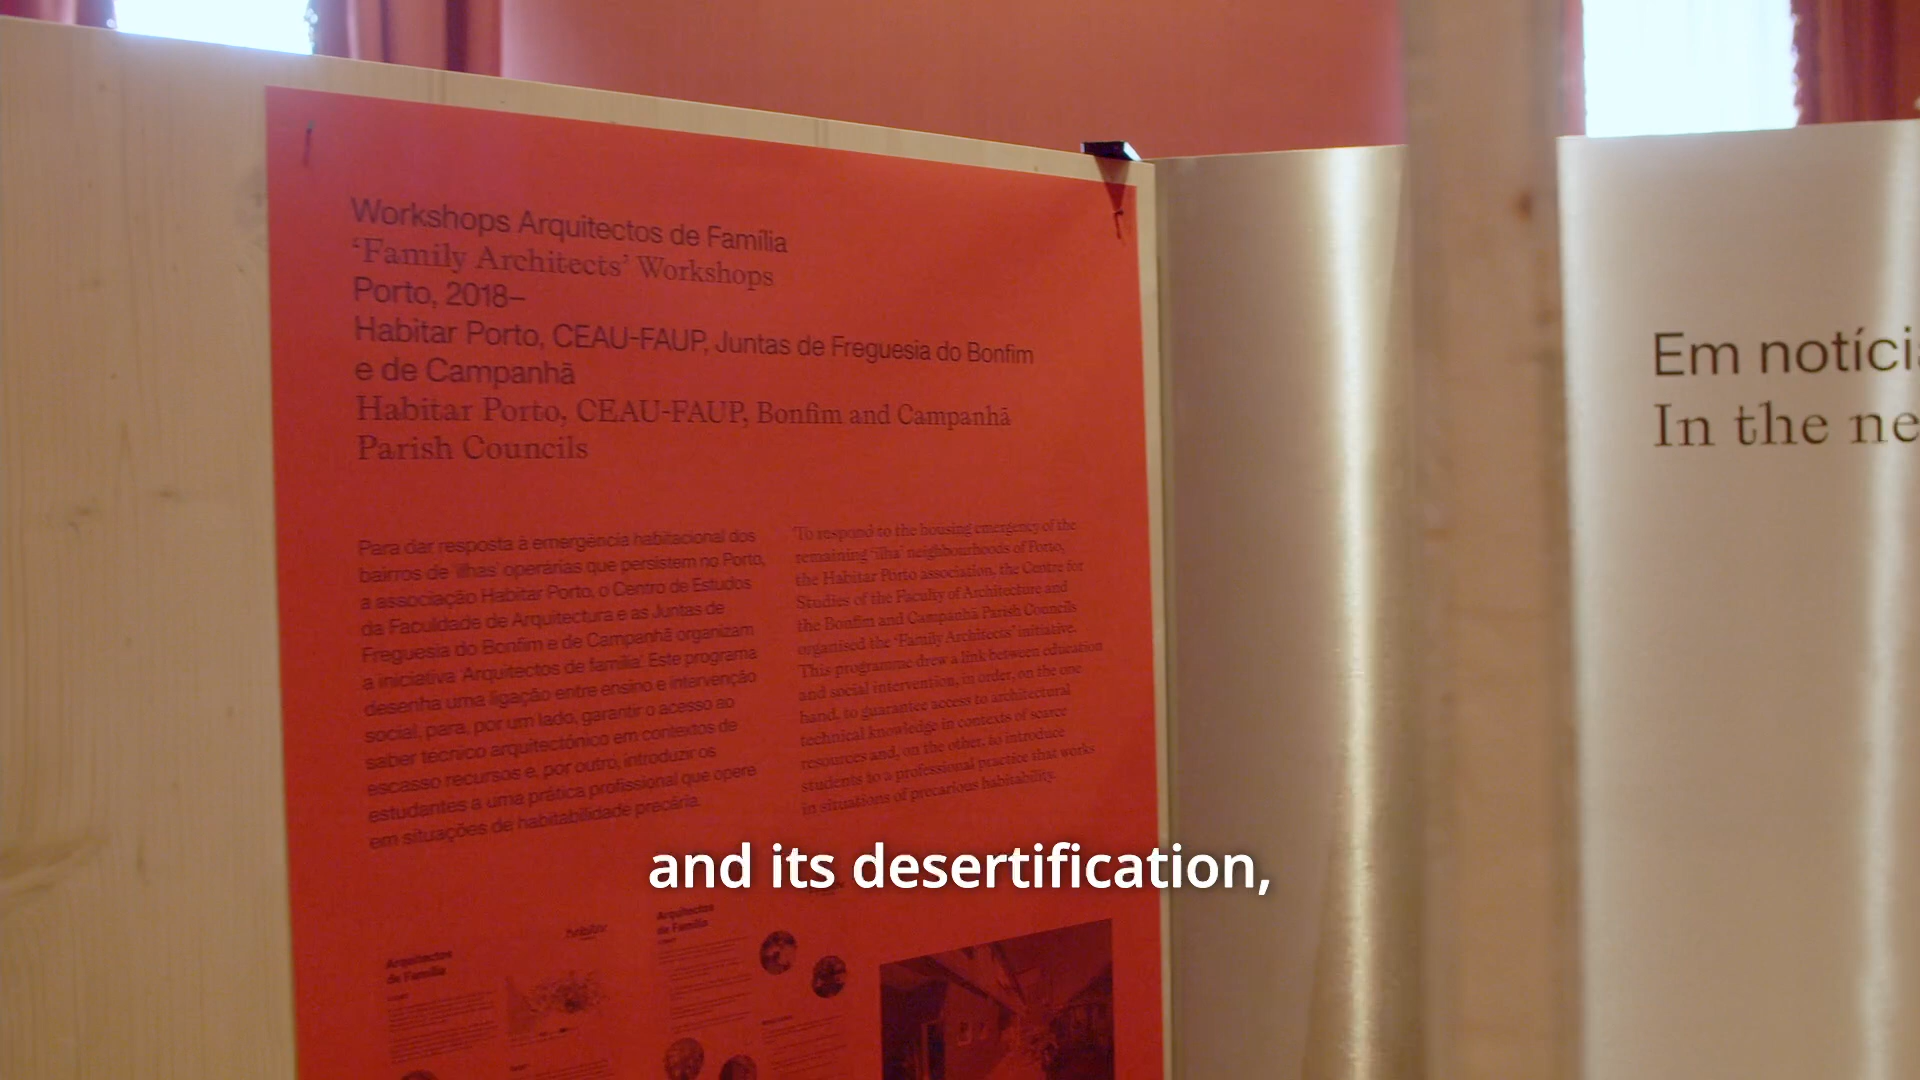 Workshops Arquitectos de Família
‘Family Architects’ Workshops
Porto, 2018–
Habitar Porto, CEAU-FAUP, Juntas de Freguesia do Bonfim
e de Campanhã
Habitar Porto, CEAU-FAUP, Bonfim and Campanhã
Parish Councils
Para dar resposta à emergência habitacional dos
bairros de ‘ilhas’ operárias que persistem no Porto,
a associação Habitar Porto, o Centro de Estudos
da Faculdade de Arquitectura e as Juntas de
Freguesia do Bonfim e de Campanhã organizam
a iniciativa ‘Arquitectos de família’. Este programa
desenha uma ligação entre ensino e intervenção
social, para, por um lado, garantir o acesso ao
saber técnico arquitectónico em contextos de
escasso recursos e, por outro, introduzir os
estudantes a uma prática profissional que opere
em situações de habitabilidade precária.
To respond to the housing emergency of the
remaining ‘ilha’ neighbourhoods of Porto,
the Habitar Porto association, the Centre for
Studies of the Faculty of Architecture and
the Bonfim and Campanhã Parish Councils
organised the ‘Family Architects’ initiative.
This programme drew a link between education
and social intervention, in order, on the one
hand, to guarantee access to architectural
technical knowledge in contexts of scarce
resources and, on the other, to introduce
students to a professional practice that works
in situations of precarious habitability.
Arquitectos
de Família
habitar
Arquitectos
de Família
Em notíci
In the ne
and its desertification,